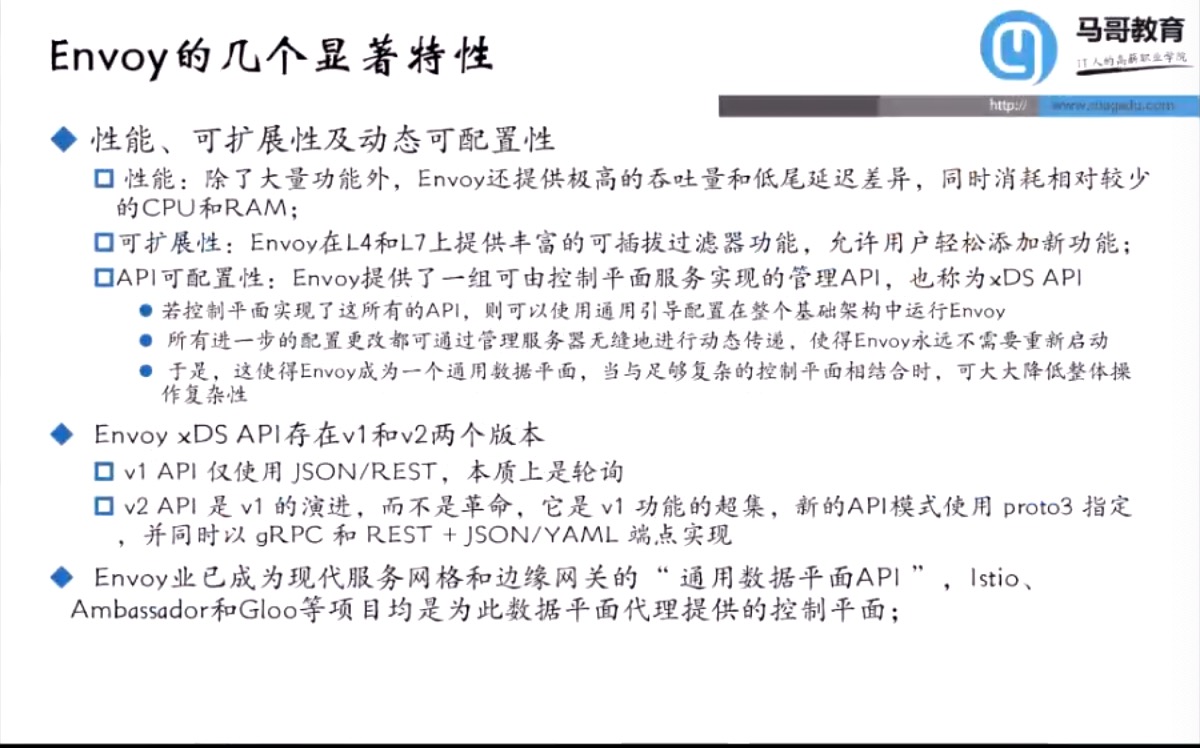 Envoy的几个显著特性
马哥教育
IT人的高薪职业学院
http:// www.magedu.com
性能、可扩展性及动态可配置性
性能：除了大量功能外，Envoy还提供极高的吞吐量和低尾延迟差异，同时消耗相对较少
的CPU和RAM；
可扩展性：Envoy在L4和L7上提供丰富的可插拔过滤器功能，允许用户轻松添加新功能；
API可配置性：Envoy提供了一组可由控制平面服务实现的管理API，也称为xDS API
若控制平面实现了这所有的API，则可以使用通用引导配置在整个基础架构中运行Envoy
所有进一步的配置更改都可通过管理服务器无缝地进行动态传递，使得Envoy永远不需要重新启动
于是，这使得Envoy成为一个通用数据平面，当与足够复杂的控制平面相结合时，可大大降低整体操
作复杂性
Envoy xDS API存在v1和v2两个版本
v1 API 仅使用 JSON/REST，本质上是轮询
v2 API 是 v1 的演进，而不是革命，它是 v1 功能的超集，新的API模式使用 proto3 指定
，并同时以 gRPC 和 REST + JSON/YAML 端点实现
Envoy业已成为现代服务网格和边缘网关的“ 通用数据平面API ”，Istio、
Ambassador和Gloo等项目均是为此数据平面代理提供的控制平面；